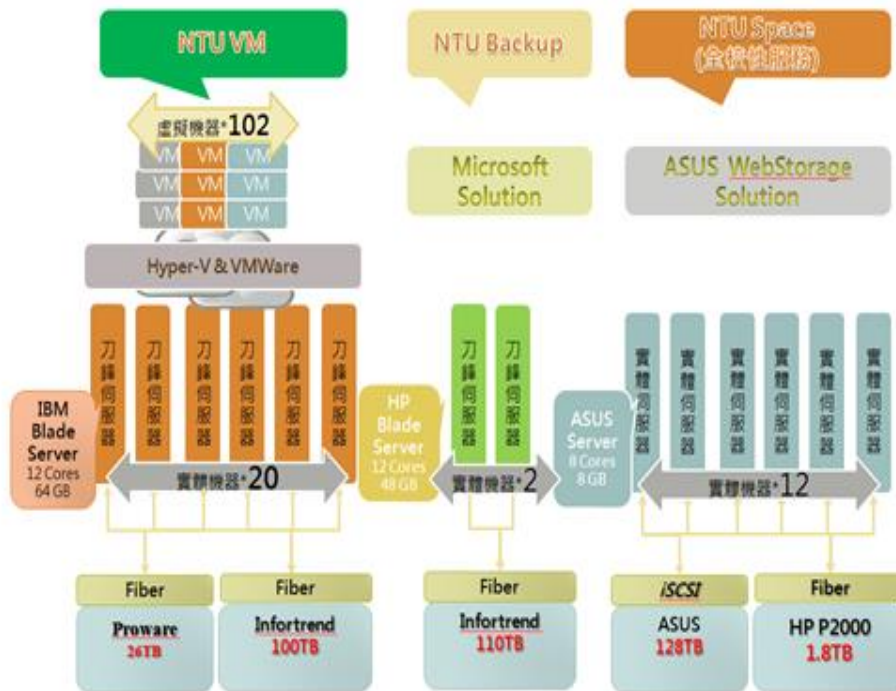 NTU VM
NTU Backup
NTU Space
(全校性服務)
虛擬機器*102
VM VM VM
VM VM VM
VM VM VM
Microsoft
Solution
ASUS WebStorage
Solution
Hyper-V & VMWare
刀鋒伺服器
刀鋒伺服器
刀鋒伺服器
刀鋒伺服器
刀鋒伺服器
刀鋒伺服器
刀鋒伺服器
刀鋒伺服器
實體伺服器
實體伺服器
實體伺服器
實體伺服器
實體伺服器
實體伺服器
IBM
Blade
Server
12 Cores
64 GB
實體機器*20
HP
Blade
Server
12 Cores
48 GB
實體機器*2
ASUS
Server
8 Cores
8 GB
實體機器*12
Fiber
Proware
26TB
Fiber
Infortrend
100TB
Fiber
Infortrend
110TB
iSCSI
ASUS
128TB
Fiber
HP P2000
1.8TB